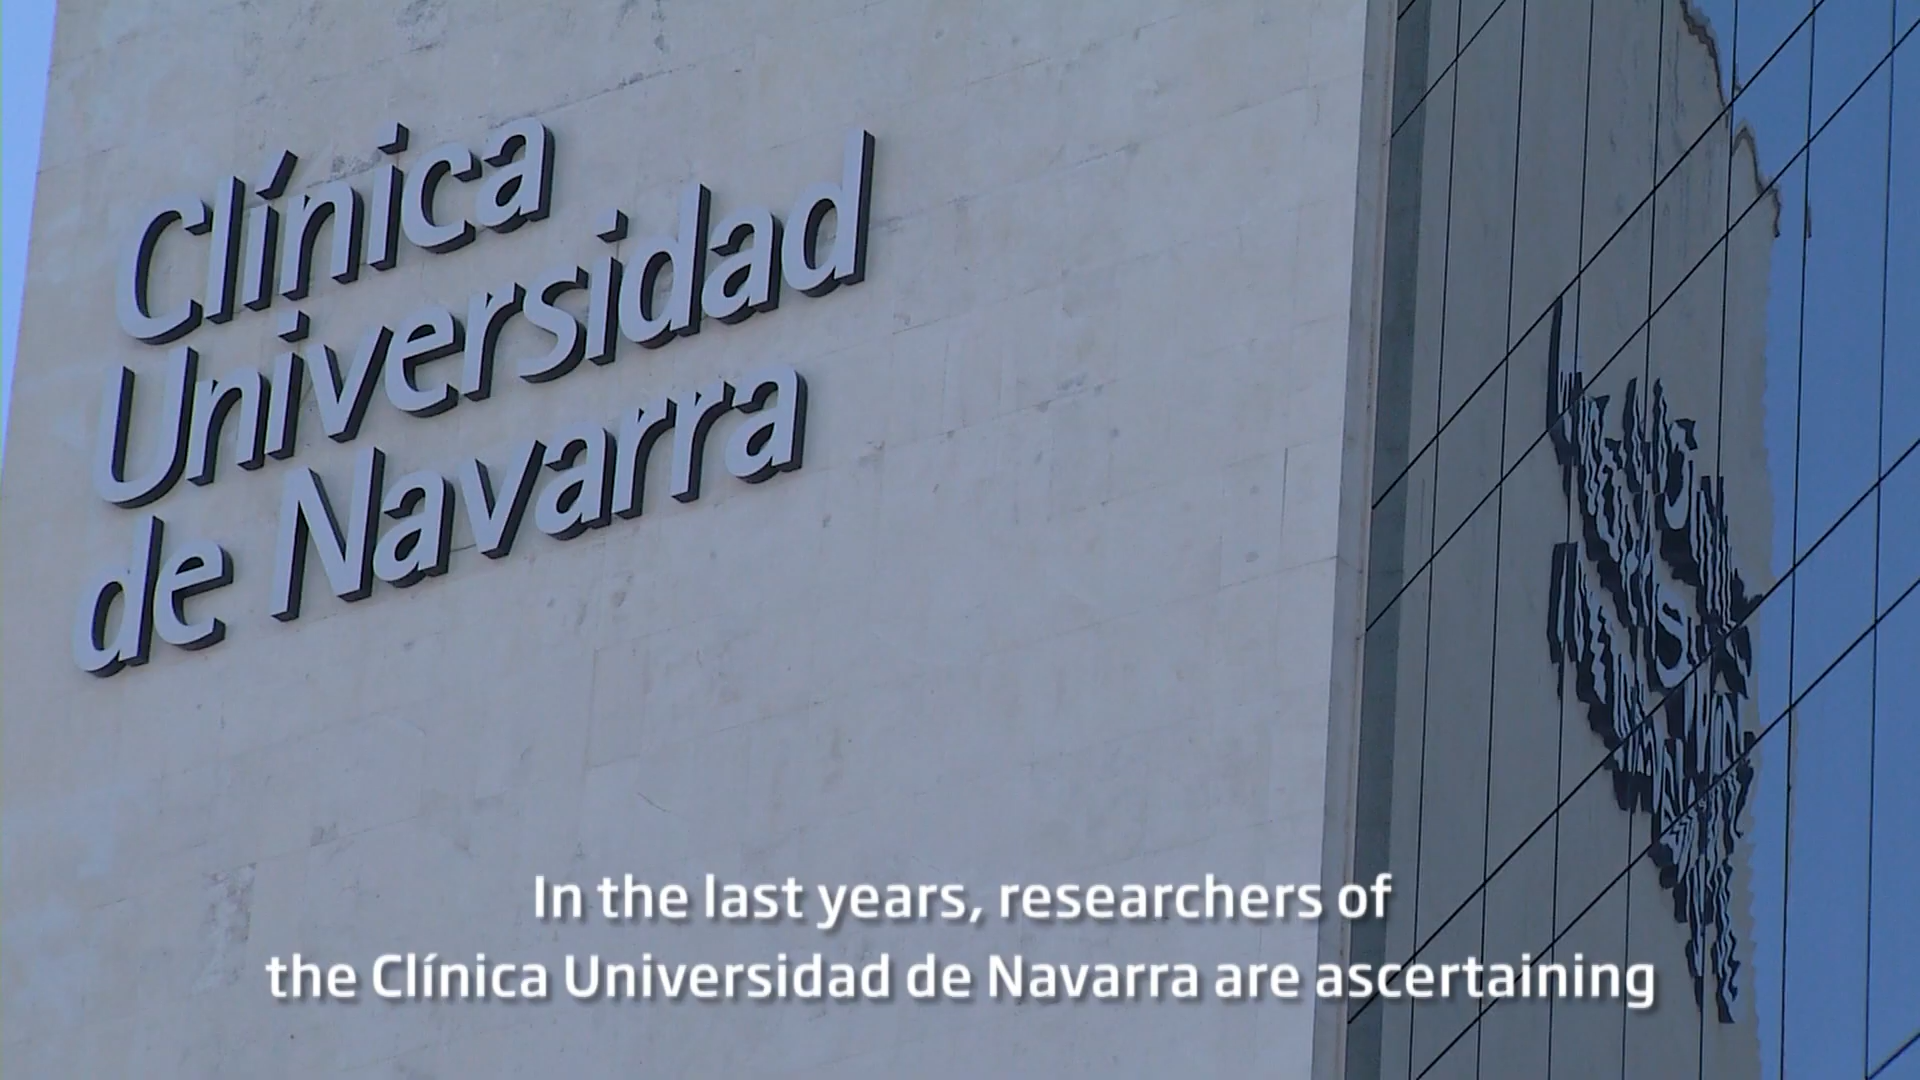 Clínica
Universidad
de Navarra
In the last years, researchers of
the Clínica Universidad de Navarra are ascertaining